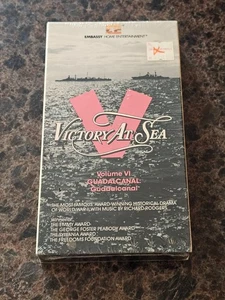 EMBASSY HOME ENTERTAINMENT
VICTORY AT SEA
Volume VI
GUADALCANAL
"Guadalcanal"
THE MOST FAMOUS, AWARD-WINNING HISTORICAL DRAMA
OF WORLD WAR II, WITH MUSIC BY RICHARD RODGERS
THE EMMY AWARD
THE GEORGE FOSTER PEABODY AWARD
THE SYLVANIA AWARD
THE FREEDOMS FOUNDATION AWARD